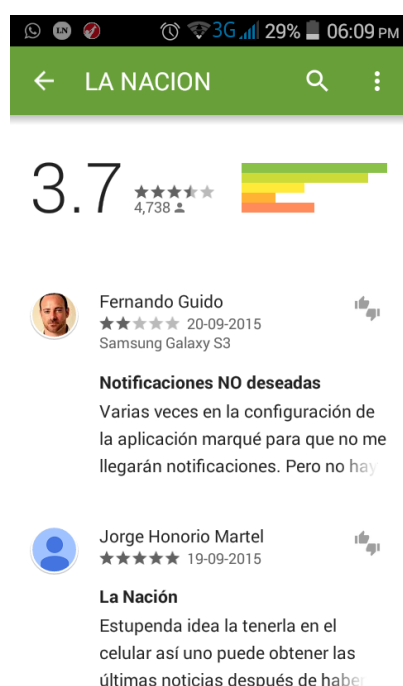 LN
3G 29% 06:09 PM
LA NACION
3.7
4,738
Fernando Guido
20-09-2015
Samsung Galaxy S3
Notificaciones NO deseadas
Varias veces en la configuración de
la aplicación marqué para que no me
llegarán notificaciones. Pero no hay
Jorge Honorio Martel
19-09-2015
La Nación
Estupenda idea la tenerla en el
celular así uno puede obtener las
últimas noticias después de haber